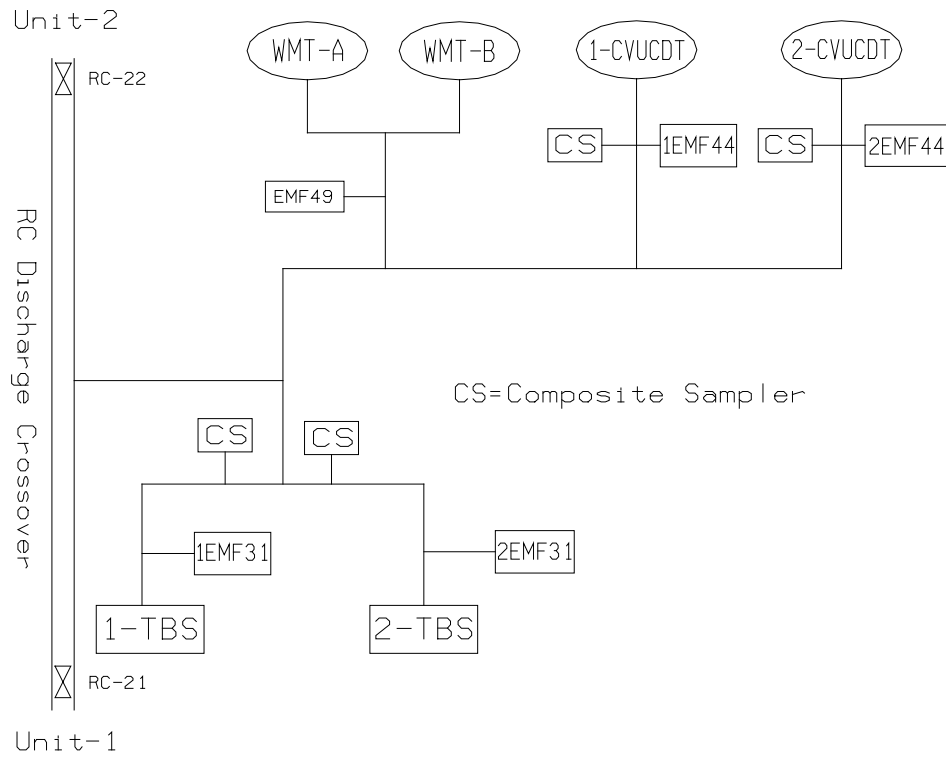 Unit-2
WMT-A
WMT-B
1-CVUCDT
2-CVUCDT
RC-22
CS
1EMF44
CS
2EMF44
EMF49
RC Discharge Crossover
CS=Composite Sampler
CS
CS
1EMF31
2EMF31
1-TBS
2-TBS
RC-21
Unit-1